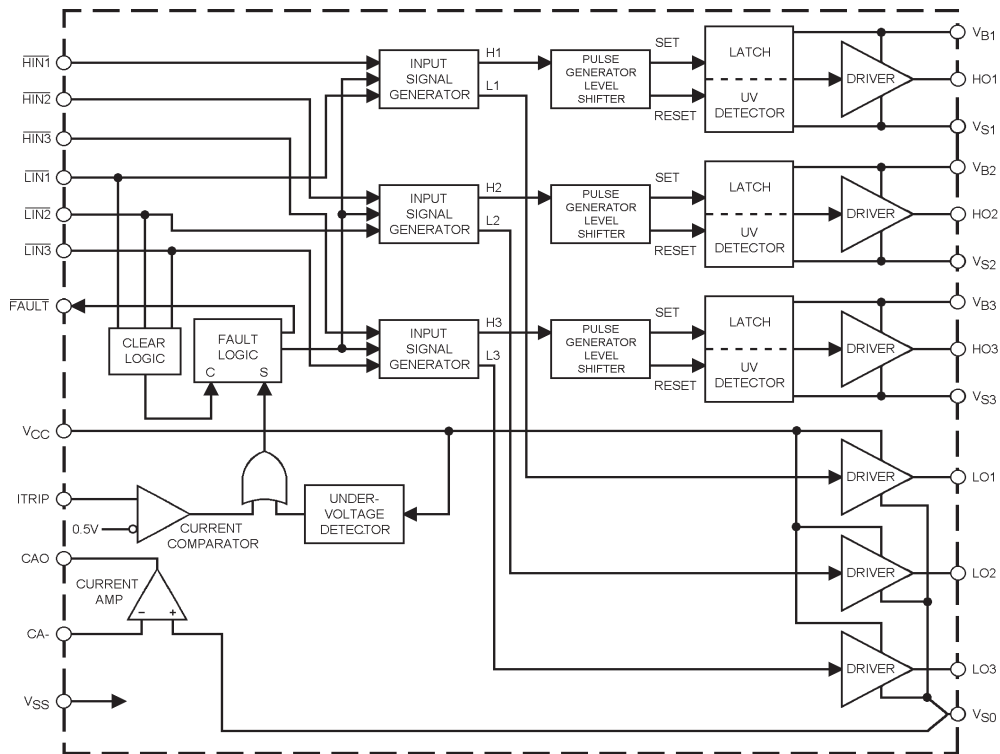 HIN1
HIN2
HIN3
LIN1
LIN2
LIN3
FAULT
VCC
ITRIP
0.5V
CAO
CA-
VSS
CLEAR
LOGIC
FAULT
LOGIC
C S
CURRENT
COMPARATOR
UNDER-
VOLTAGE
DETECTOR
CURRENT
AMP
- +
INPUT
SIGNAL
GENERATOR
H1
L1
PULSE
GENERATOR
LEVEL
SHIFTER
SET
RESET
LATCH
UV
DETECTOR
DRIVER
VB1
HO1
VS1
INPUT
SIGNAL
GENERATOR
H2
L2
PULSE
GENERATOR
LEVEL
SHIFTER
SET
RESET
LATCH
UV
DETECTOR
DRIVER
VB2
HO2
VS2
INPUT
SIGNAL
GENERATOR
H3
L3
PULSE
GENERATOR
LEVEL
SHIFTER
SET
RESET
LATCH
UV
DETECTOR
DRIVER
VB3
HO3
VS3
DRIVER
LO1
DRIVER
LO2
DRIVER
LO3
VS0